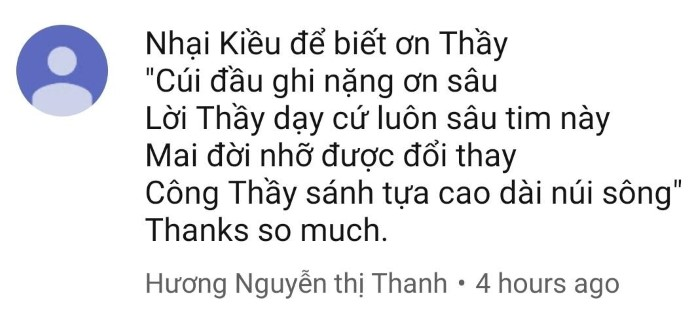 Nhại Kiều để biết ơn Thầy
"Cúi đầu ghi nặng ơn sâu
Lời Thầy dạy cứ luôn sâu tim này
Mai đời nhỡ được đổi thay
Công Thầy sánh tựa cao dài núi sông"
Thanks so much.
Hương Nguyễn thị Thanh • 4 hours ago